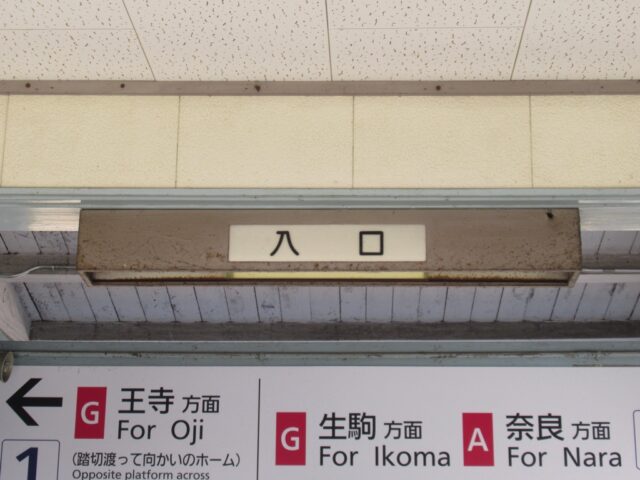 入口
G 王寺 方面
For Oji
1
(踏切渡って向かいのホーム)
Opposite platform across
G 生駒 方面
For Ikoma
A 奈良 方面
For Nara